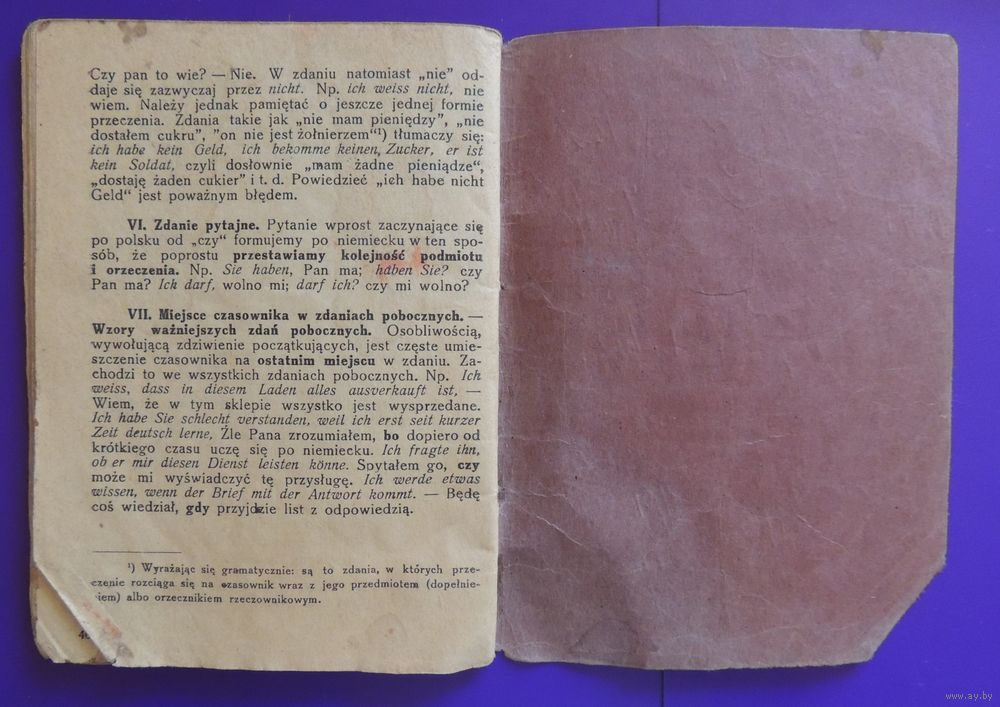 Czy pan to wie? — Nie. W zdaniu natomiast „nie" od-
daje się zazwyczaj przez nicht. Np. ich weiss nicht, nie
wiem. Należy jednak pamiętać o jeszcze jednej formie
przeczenia. Zdania takie jak „nie mam pieniędzy", „nie
dostałem cukru", "on nie jest żołnierzem"¹) tłumaczy się:
ich habe kein Geld, ich bekomme keinen, Zucker, er ist
kein Soldat, czyli dosłownie „mam żadne pieniądze",
„dostaję żaden cukier" i t. d. Powiedzieć „ich habe nicht
Geld" jest poważnym błędem.
VI. Zdanie pytajne. Pytanie wprost zaczynające się
po polsku od „czy" formujemy po niemiecku w ten spo-
sób, że poprostu przestawiamy kolejność podmiotu
i orzeczenia. Np. Sie haben, Pan ma; haben Sie? czy
Pan ma? Ich darf, wolno mi; darf ich? czy mi wolno?
VII. Miejsce czasownika w zdaniach pobocznych. —
Wzory ważniejszych zdań pobocznych. Osobliwością,
wywołującą zdziwienie początkujących, jest częste umie-
szczenie czasownika na ostatnim miejscu w zdaniu. Za-
chodzi to we wszystkich zdaniach pobocznych. Np. Ich
weiss, dass in diesem Laden alles ausverkauft ist, —
Wiem, że w tym sklepie wszystko jest wysprzedane.
Ich habe Sie schlecht verstanden, weil ich erst seit kurzer
Zeit deutsch lerne, Źle Pana zrozumiałem, bo dopiero od
krótkiego czasu uczę się po niemiecku. Ich fragte ihn,
ob er mir diesen Dienst leisten könne. Spytałem go, czy
może mi wyświadczyć tę przysługę. Ich werde etwas
wissen, wenn der Brief mit der Antwort kommt. — Będę
coś wiedział, gdy przyjdzie list z odpowiedzią.
¹) Wyrażając się gramatycznie: są to zdania, w których prze-
czenie rozciąga się na czasownik wraz z jego przedmiotem (dopełnie-
niem) albo orzecznikiem rzeczownikowym.
www.ay.by